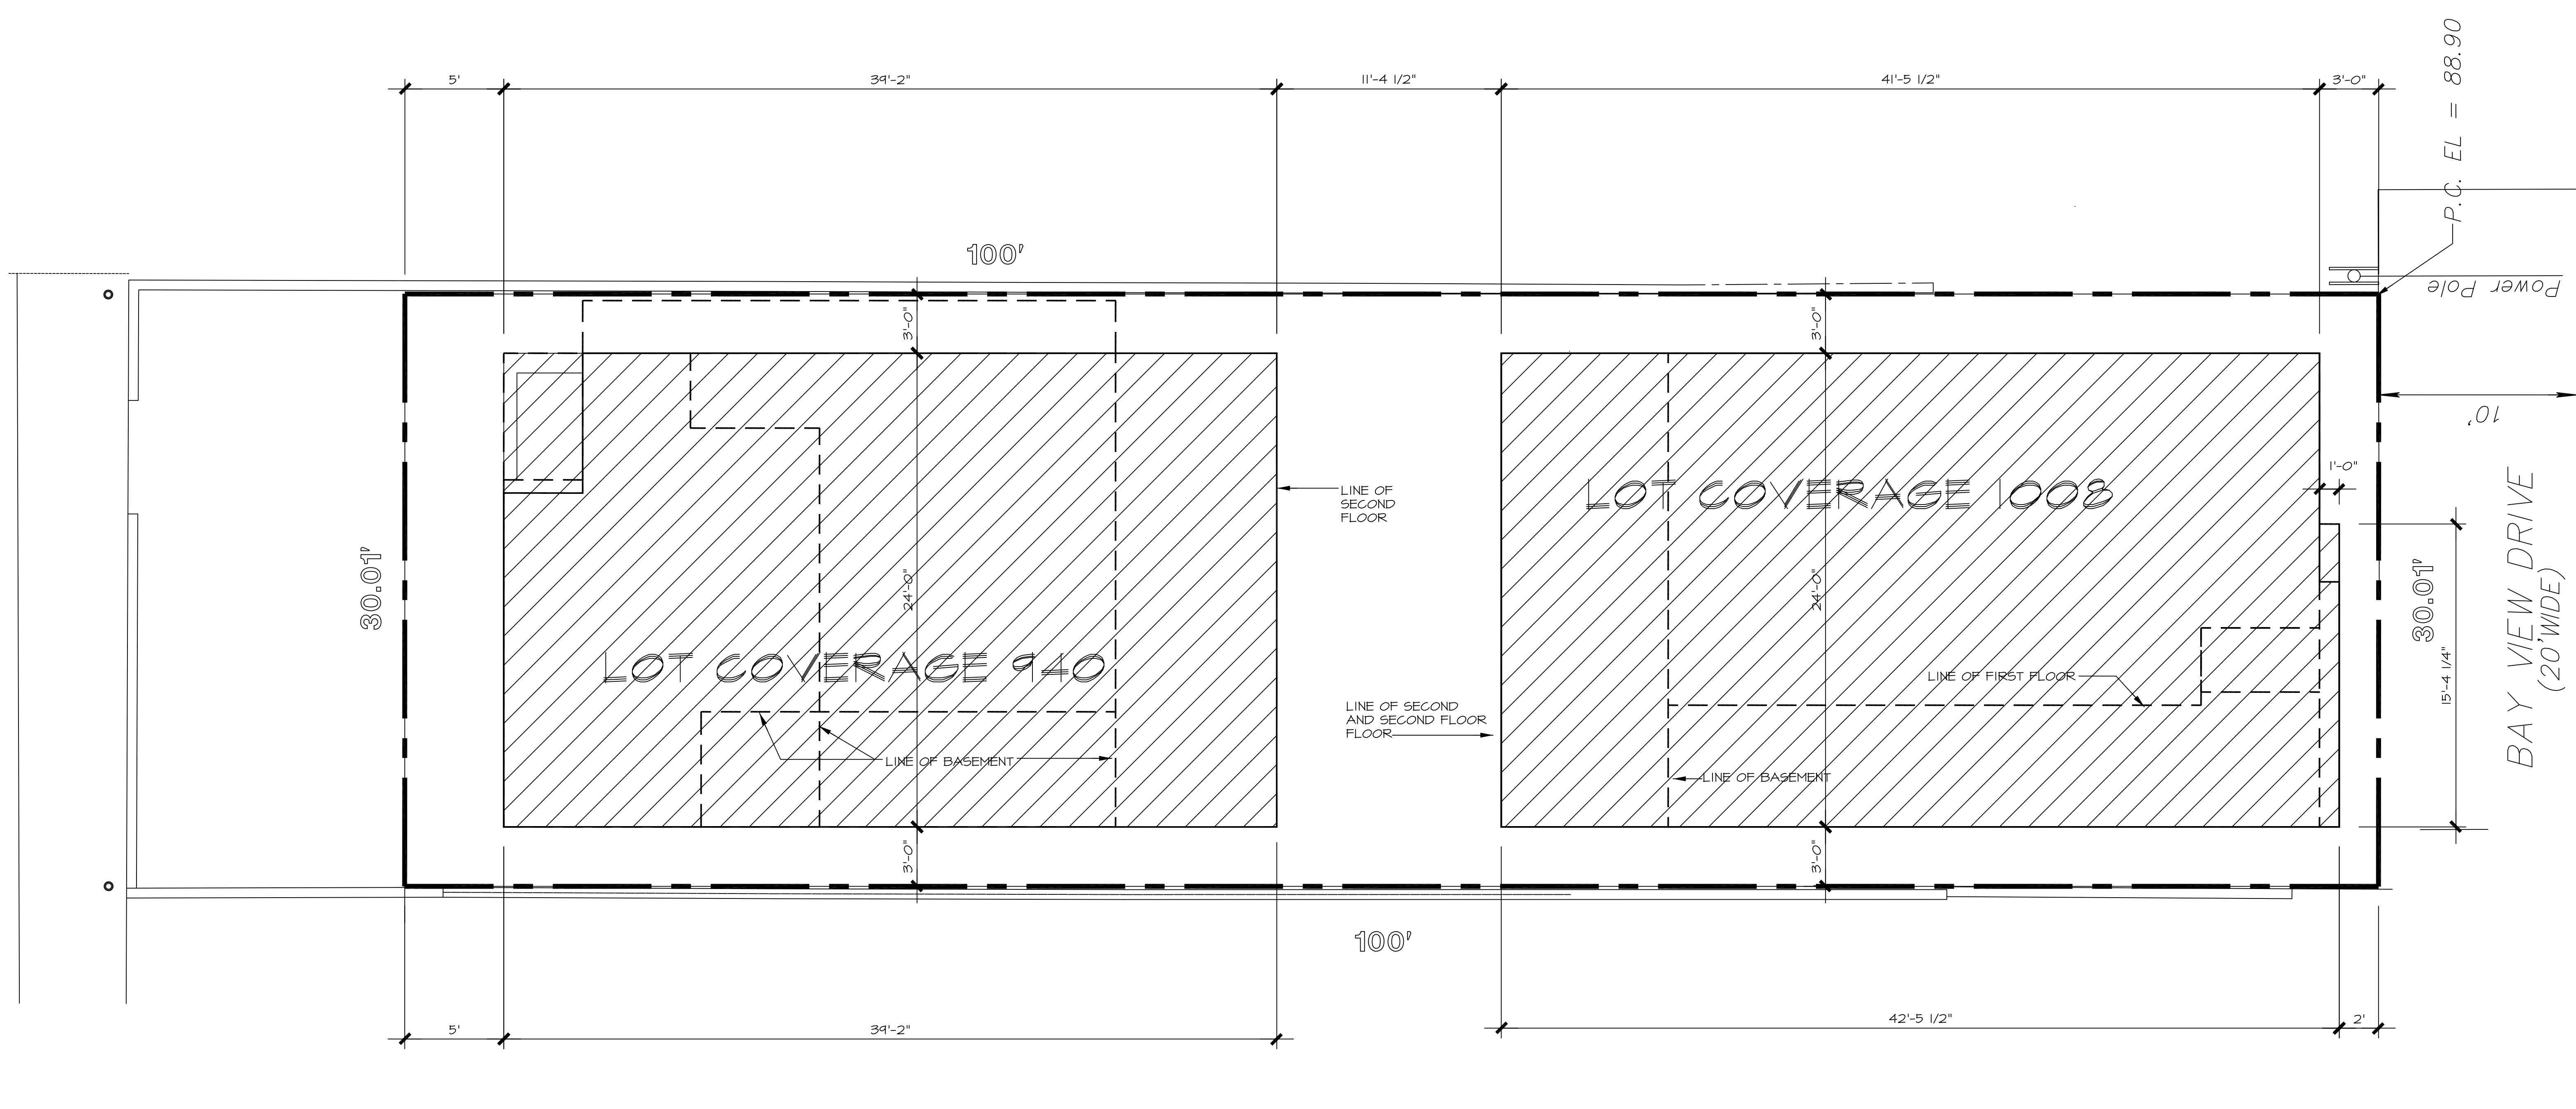 5'
39'-2"
11'-4 1/2"
41'-5 1/2"
3'-0"
P.C. EL = 88.90
100'
Power Pole
3'-0"
3'-0"
10'
1'-0"
LINE OF
SECOND
FLOOR
LOT COVERAGE 1008
30.01'
24'-0"
24'-0"
30.01'
BAY VIEW DRIVE
(20'WIDE)
LOT COVERAGE 940
LINE OF FIRST FLOOR
15'-4 1/4"
LINE OF SECOND
AND SECOND FLOOR
FLOOR
LINE OF BASEMENT
LINE OF BASEMENT
3'-0"
3'-0"
100'
5'
39'-2"
42'-5 1/2"
2'